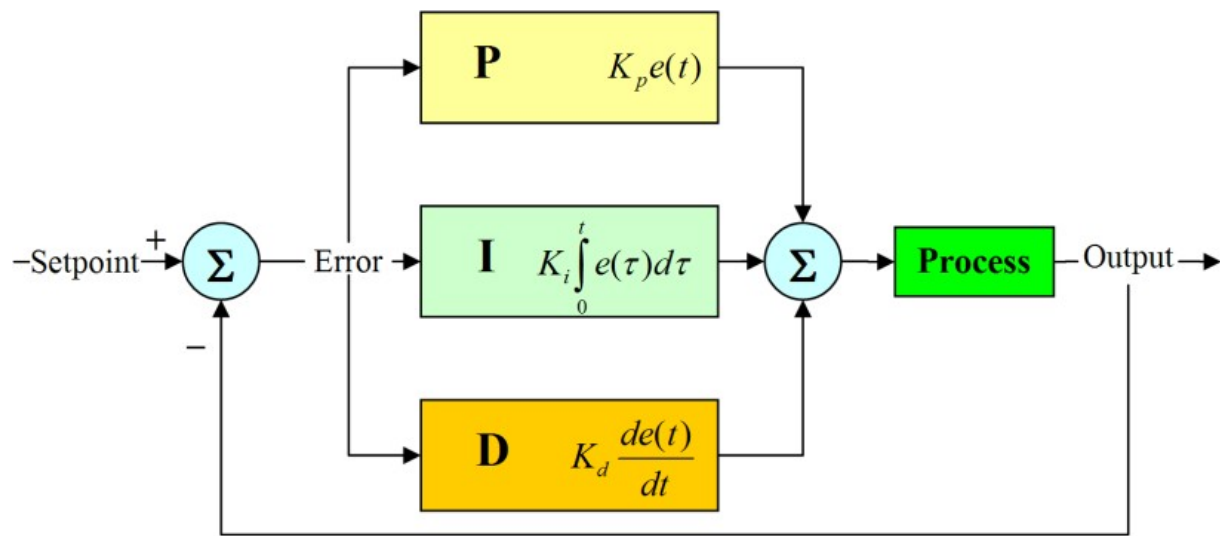 P K_p e(t)
–Setpoint + Σ Error I K_i ∫_0^t e(τ)dτ Σ Process Output
–
D K_d de(t)/dt